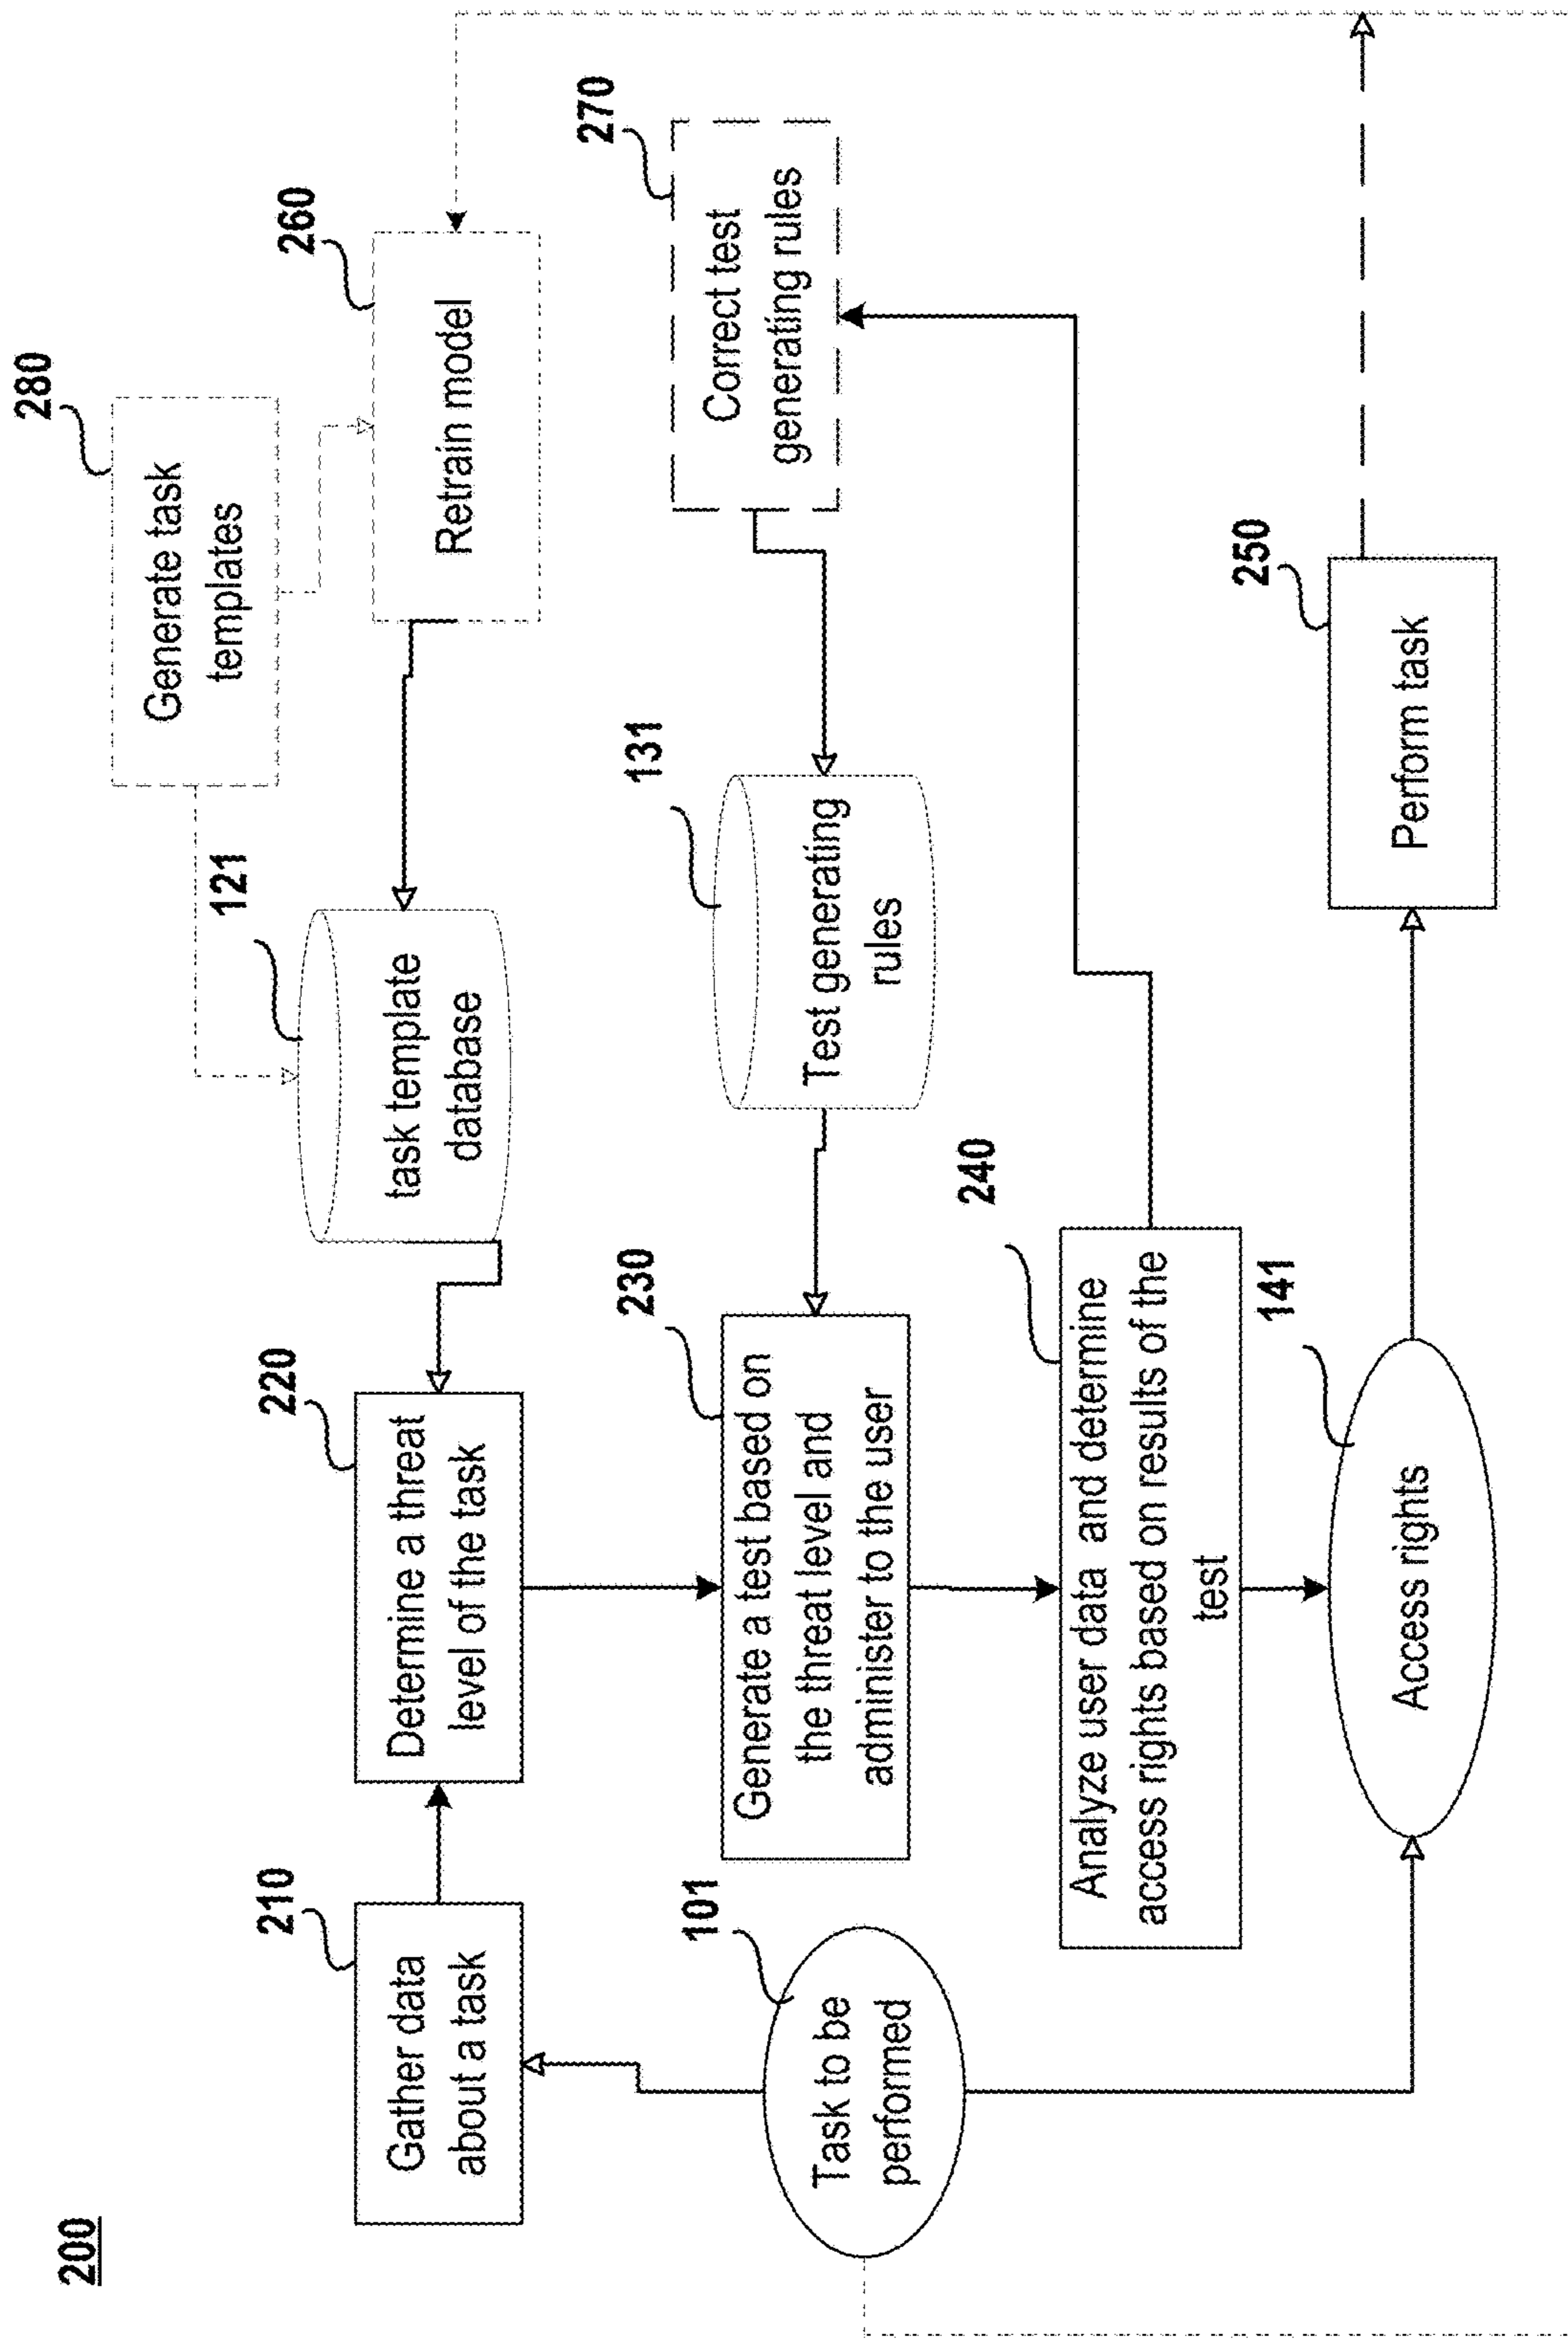 200
210
Gather data
about a task
220
Determine a threat
level of the task
121
task template
database
280
Generate task
templates
260
Retrain model
101
Task to be
performed
230
Generate a test based on
the threat level and
administer to the user
131
Test generating
rules
270
Correct test
generating rules
240
Analyze user data and determine
access rights based on results of the
test
141
Access rights
250
Perform task